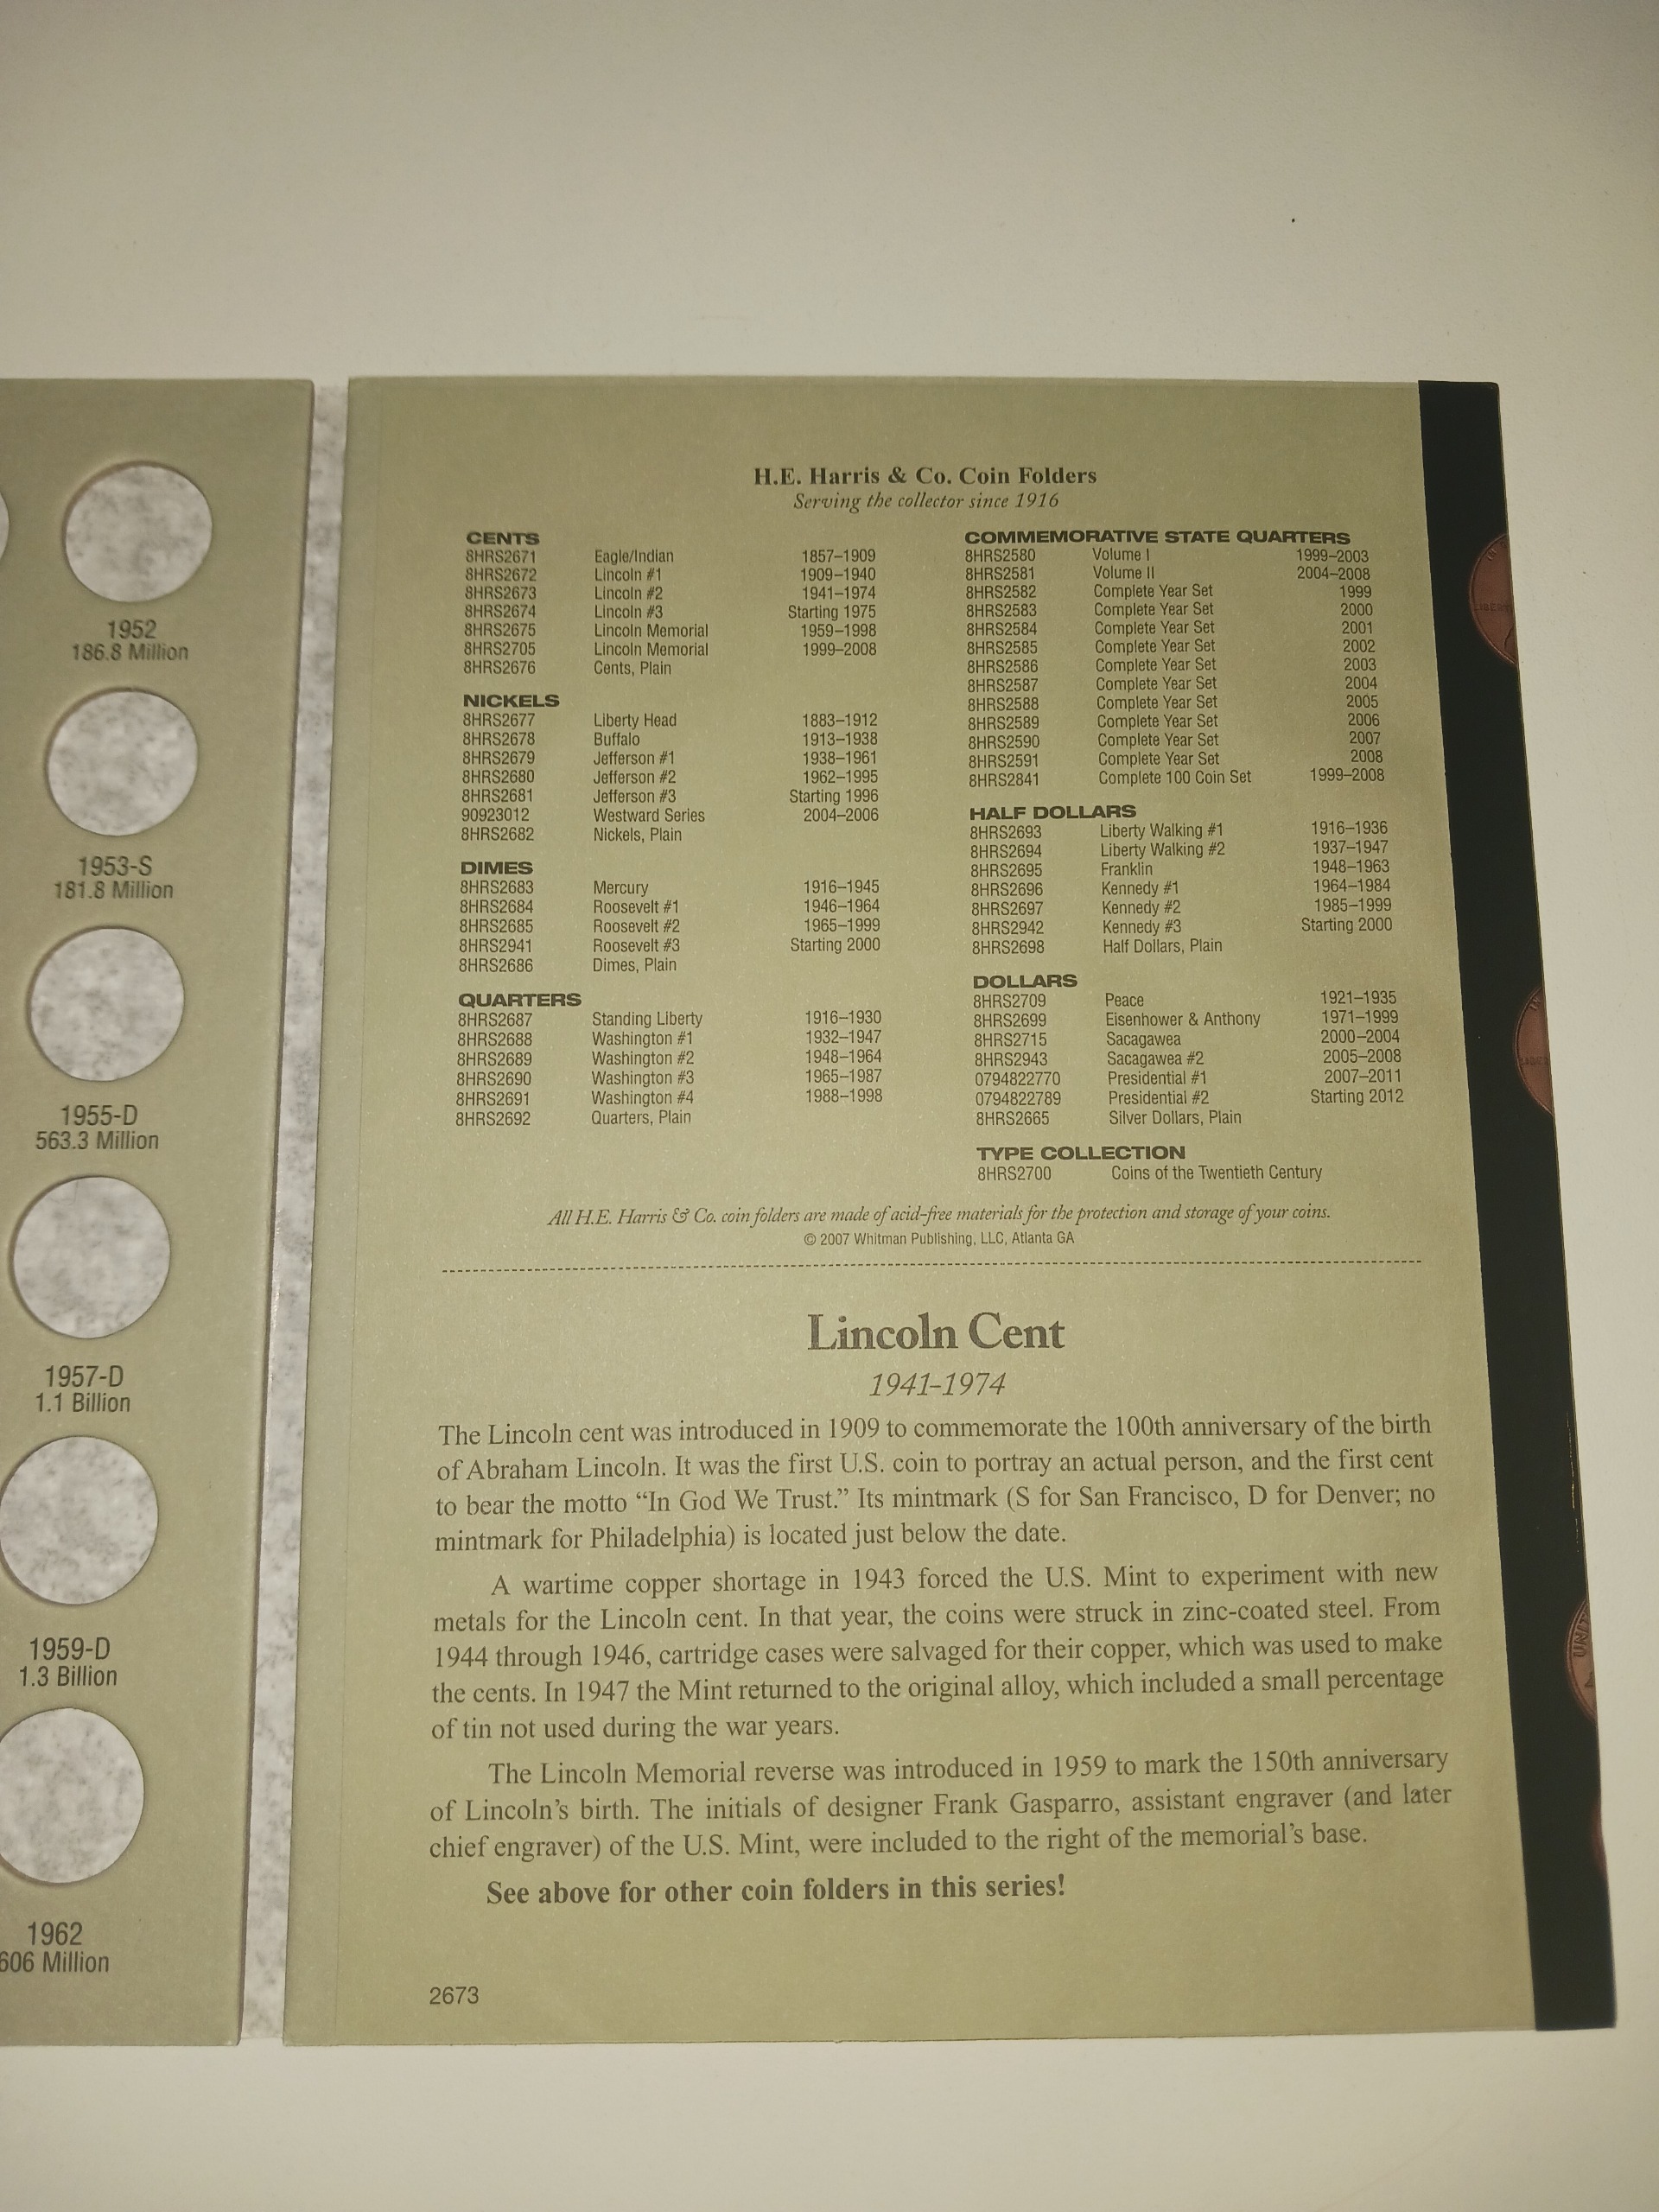 1952
186.8 Million
1953-S
181.8 Million
1955-D
563.3 Million
1957-D
1.1 Billion
1959-D
1.3 Billion
1962
606 Million
H.E. Harris & Co. Coin Folders
Serving the collector since 1916
CENTS
8HRS2671 Eagle/Indian 1857–1909
8HRS2672 Lincoln #1 1909–1940
8HRS2673 Lincoln #2 1941–1974
8HRS2674 Lincoln #3 Starting 1975
8HRS2675 Lincoln Memorial 1959–1998
8HRS2705 Lincoln Memorial 1999–2008
8HRS2676 Cents, Plain
NICKELS
8HRS2677 Liberty Head 1883–1912
8HRS2678 Buffalo 1913–1938
8HRS2679 Jefferson #1 1938–1961
8HRS2680 Jefferson #2 1962–1995
8HRS2681 Jefferson #3 Starting 1996
90923012 Westward Series 2004–2006
8HRS2682 Nickels, Plain
DIMES
8HRS2683 Mercury 1916–1945
8HRS2684 Roosevelt #1 1946–1964
8HRS2685 Roosevelt #2 1965–1999
8HRS2941 Roosevelt #3 Starting 2000
8HRS2686 Dimes, Plain
QUARTERS
8HRS2687 Standing Liberty 1916–1930
8HRS2688 Washington #1 1932–1947
8HRS2689 Washington #2 1948–1964
8HRS2690 Washington #3 1965–1987
8HRS2691 Washington #4 1988–1998
8HRS2692 Quarters, Plain
COMMEMORATIVE STATE QUARTERS
8HRS2580 Volume I 1999–2003
8HRS2581 Volume II 2004–2008
8HRS2582 Complete Year Set 1999
8HRS2583 Complete Year Set 2000
8HRS2584 Complete Year Set 2001
8HRS2585 Complete Year Set 2002
8HRS2586 Complete Year Set 2003
8HRS2587 Complete Year Set 2004
8HRS2588 Complete Year Set 2005
8HRS2589 Complete Year Set 2006
8HRS2590 Complete Year Set 2007
8HRS2591 Complete Year Set 2008
8HRS2841 Complete 100 Coin Set 1999–2008
HALF DOLLARS
8HRS2693 Liberty Walking #1 1916–1936
8HRS2694 Liberty Walking #2 1937–1947
8HRS2695 Franklin 1948–1963
8HRS2696 Kennedy #1 1964–1984
8HRS2697 Kennedy #2 1985–1999
8HRS2942 Kennedy #3 Starting 2000
8HRS2698 Half Dollars, Plain
DOLLARS
8HRS2709 Peace 1921–1935
8HRS2699 Eisenhower & Anthony 1971–1999
8HRS2715 Sacagawea 2000–2004
8HRS2943 Sacagawea #2 2005–2008
0794822770 Presidential #1 2007–2011
0794822789 Presidential #2 Starting 2012
8HRS2665 Silver Dollars, Plain
TYPE COLLECTION
8HRS2700 Coins of the Twentieth Century
All H.E. Harris & Co. coin folders are made of acid-free materials for the protection and storage of your coins.
© 2007 Whitman Publishing, LLC, Atlanta GA
Lincoln Cent
1941–1974
The Lincoln cent was introduced in 1909 to commemorate the 100th anniversary of the birth
of Abraham Lincoln. It was the first U.S. coin to portray an actual person, and the first cent
to bear the motto “In God We Trust.” Its mintmark (S for San Francisco, D for Denver; no
mintmark for Philadelphia) is located just below the date.
A wartime copper shortage in 1943 forced the U.S. Mint to experiment with new
metals for the Lincoln cent. In that year, the coins were struck in zinc-coated steel. From
1944 through 1946, cartridge cases were salvaged for their copper, which was used to make
the cents. In 1947 the Mint returned to the original alloy, which included a small percentage
of tin not used during the war years.
The Lincoln Memorial reverse was introduced in 1959 to mark the 150th anniversary
of Lincoln’s birth. The initials of designer Frank Gasparro, assistant engraver (and later
chief engraver) of the U.S. Mint, were included to the right of the memorial’s base.
See above for other coin folders in this series!
2673